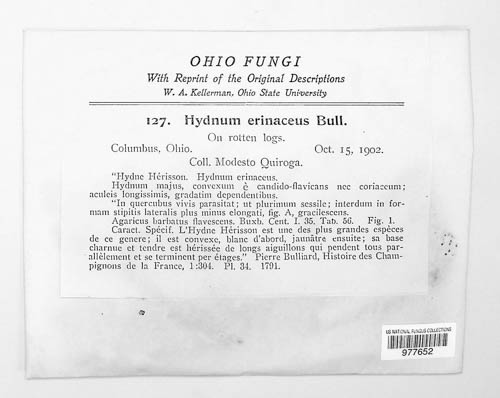 OHIO FUNGI
With Reprint of the Original Descriptions
W. A. Kellerman, Ohio State University
127. Hydnum erinaceus Bull.
On rotten logs.
Columbus, Ohio. Oct. 15, 1902.
Coll. Modesto Quiroga.
"Hydne Hérisson. Hydnum erinaceus.
Hydnum majus, convexum è candido-flavicans nec coriaceum;
aculeis longissimis, gradatim dependentibus.
"In quercubus vivis parasitat; ut plurimum sessile; interdum in for-
mam stipitis lateralis plus minus elongati, fig. A, gracilescens.
Agaricus barbatus flavescens. Buxb. Cent. I. 35. Tab. 56. Fig. 1.
Caract. Spécif. L'Hydne Hérisson est une des plus grandes espèces
de ce genre; il est convexe, blanc d'abord, jaunâtre ensuite; sa base
charnue et tendre est hérissée de longs aiguillons qui pendent tous par-
allèlement et se terminent per étages." Pierre Bulliard, Histoire des Cham-
pignons de la France, 1:304. Pl. 34. 1791.
US NATIONAL FUNGUS COLLECTIONS
977652